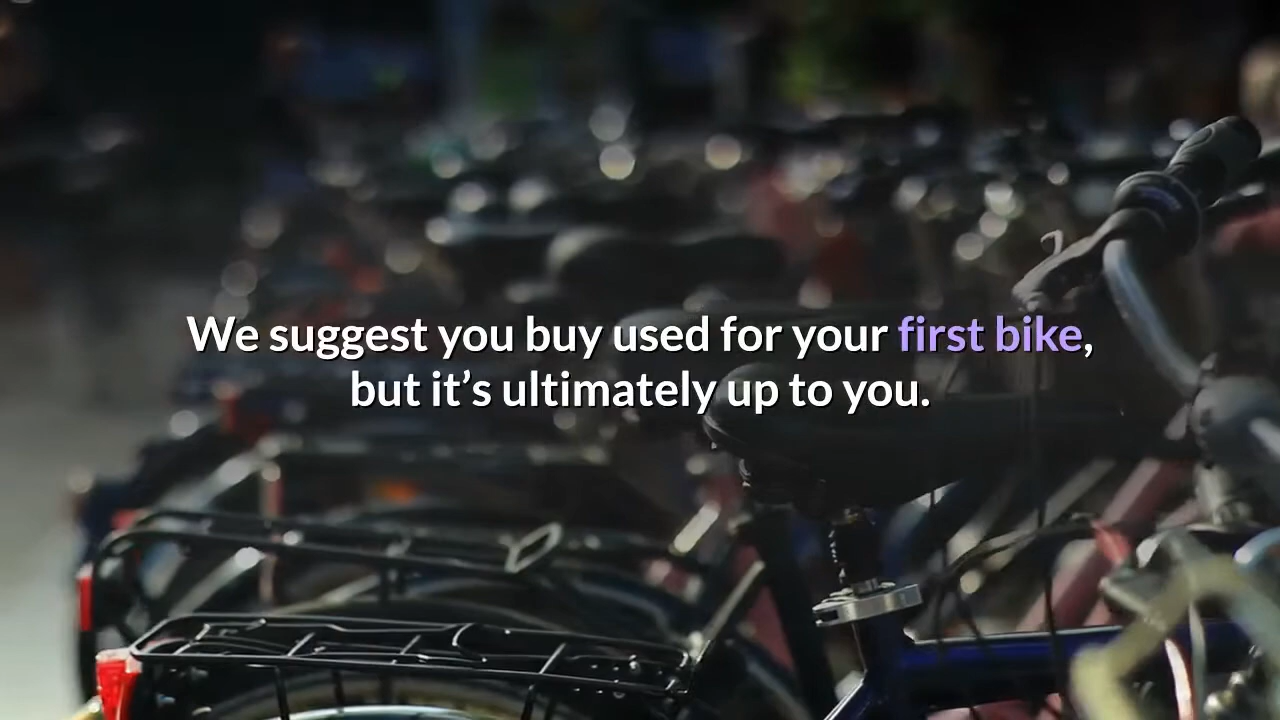 We suggest you buy used for your first bike,
but it’s ultimately up to you.